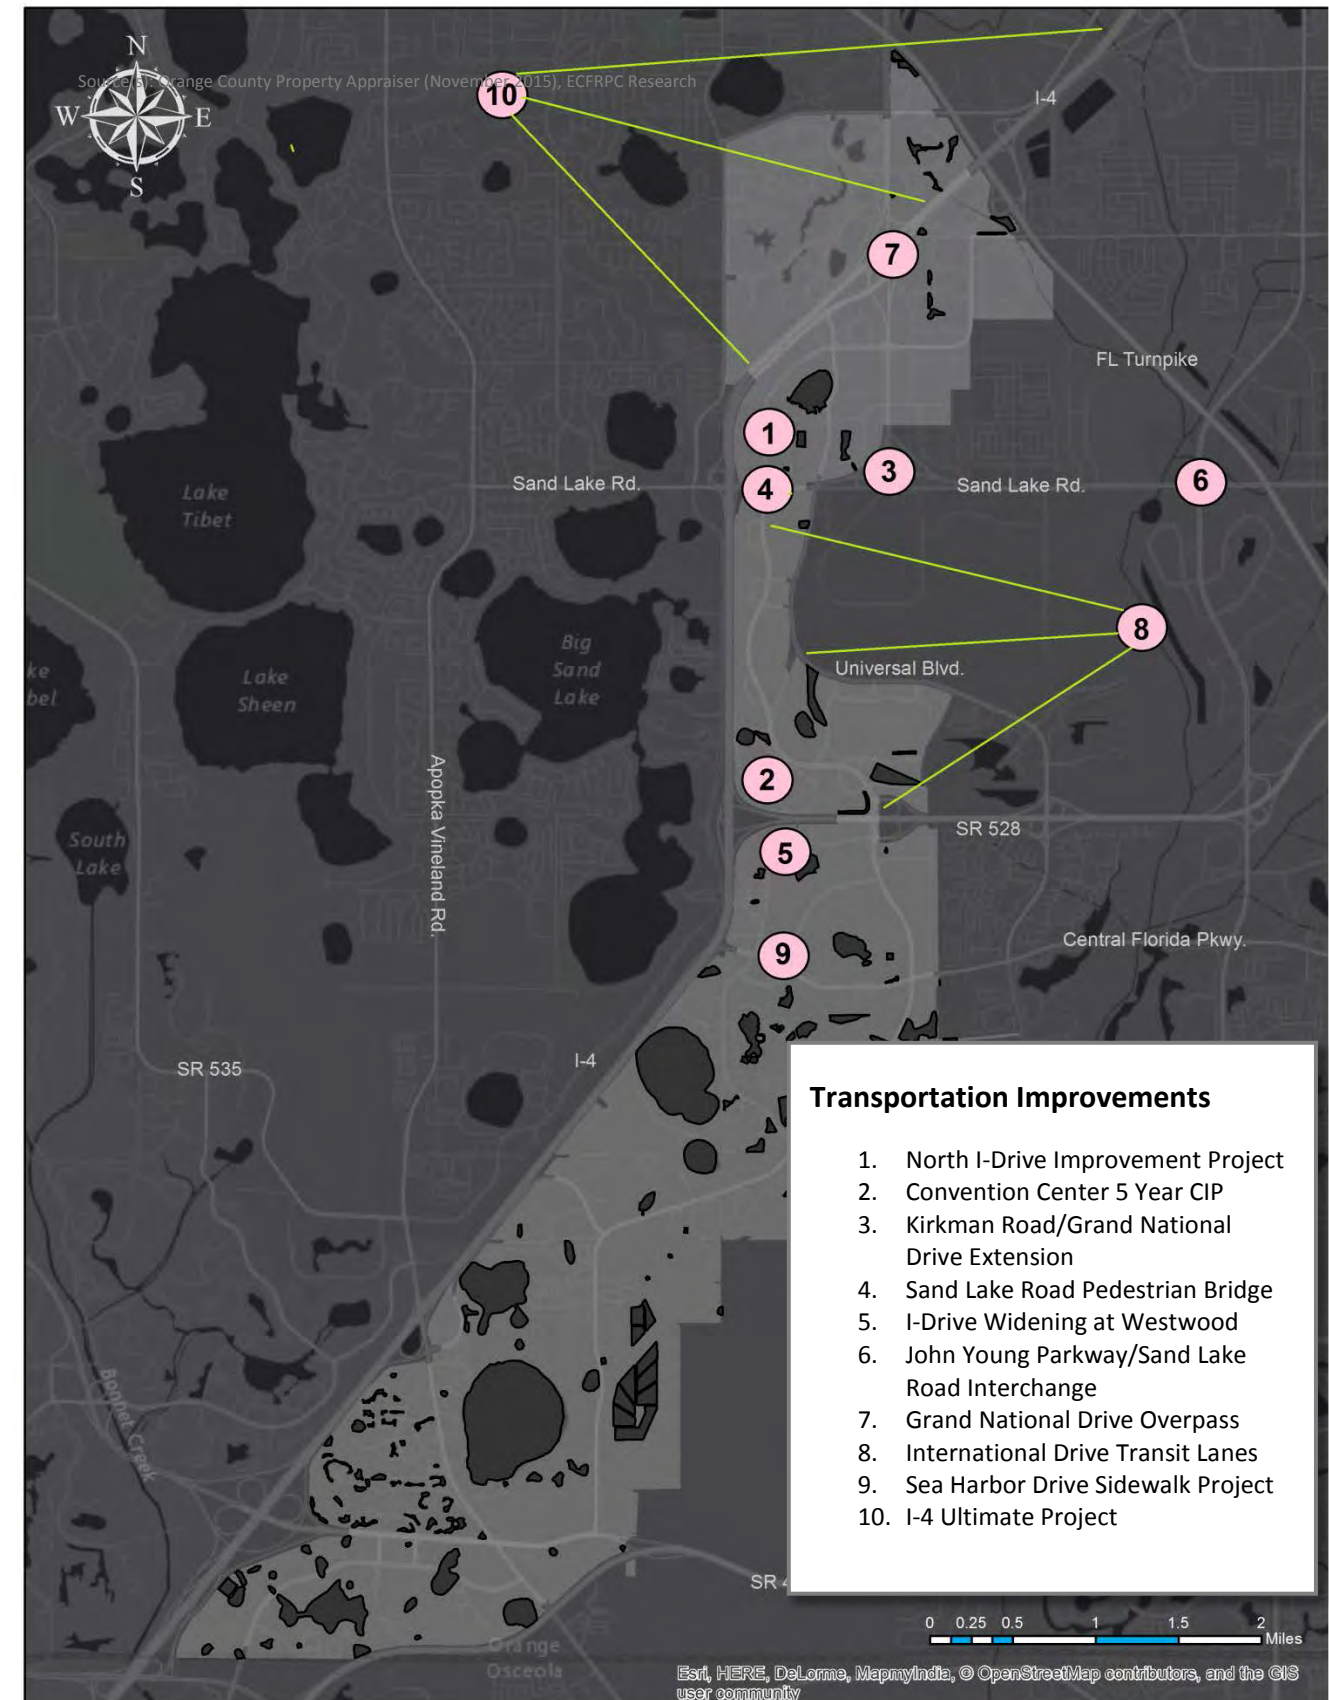 N
Source(s): Orange County Property Appraiser (November 2015), ECFRPC Research
10
I-4
W
E
S
7
FL Turnpike
1
3
Sand Lake Rd.
4
Sand Lake Rd.
6
Lake
Tibet
8
Big
Sand
Lake
Universal Blvd.
ke
bel
Lake
Sheen
Apopka Vineland Rd.
2
SR 528
South
Lake
5
Central Florida Pkwy.
9
I-4
SR 535
Transportation Improvements
1. North I-Drive Improvement Project
2. Convention Center 5 Year CIP
3. Kirkman Road/Grand National
Drive Extension
4. Sand Lake Road Pedestrian Bridge
5. I-Drive Widening at Westwood
6. John Young Parkway/Sand Lake
Road Interchange
7. Grand National Drive Overpass
8. International Drive Transit Lanes
9. Sea Harbor Drive Sidewalk Project
10. I-4 Ultimate Project
Bonnet Creek
SR 4
0 0.25 0.5 1 1.5 2
Miles
Orange
Osceola
Esri, HERE, DeLorme, MapmyIndia, © OpenStreetMap contributors, and the GIS
user community